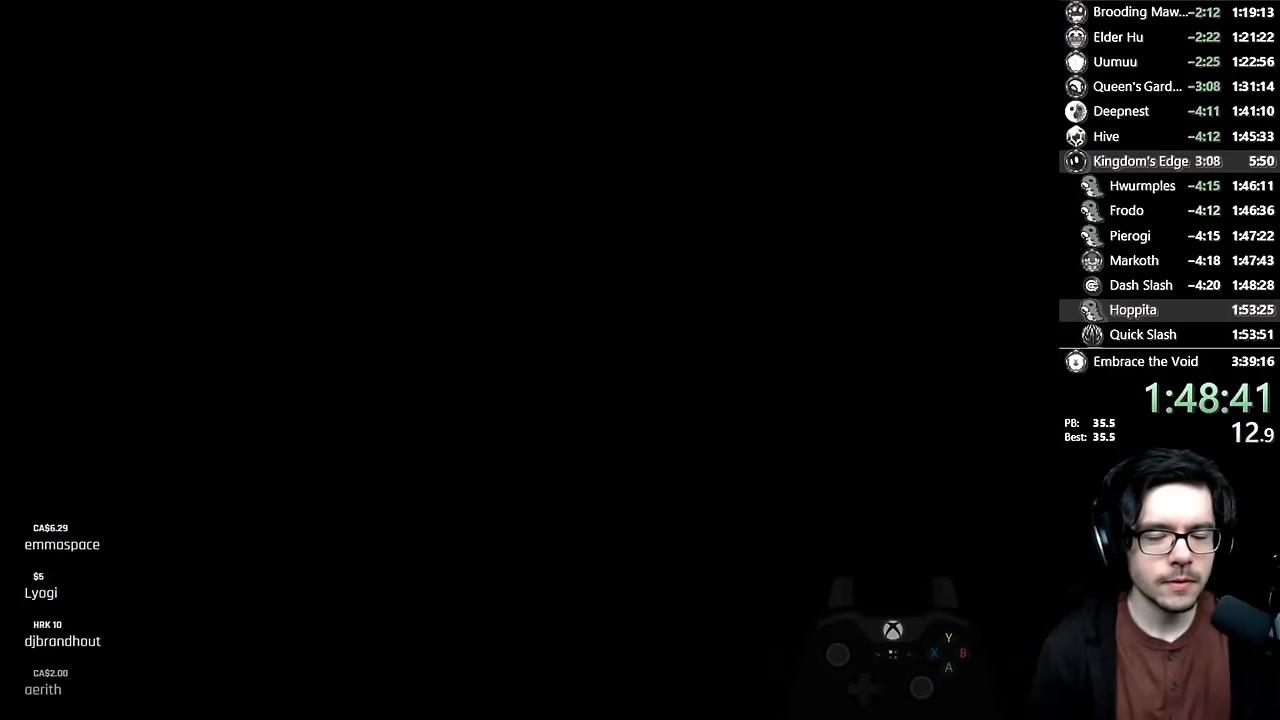 Brooding Maw... −2:12 1:19:13
Elder Hu −2:22 1:21:22
Uumuu −2:25 1:22:56
Queen's Gard... −3:08 1:31:14
Deepnest −4:11 1:41:10
Hive −4:12 1:45:33
Kingdom's Edge 3:08 5:50
Hwurmples −4:15 1:46:11
Frodo −4:12 1:46:36
Pierogi −4:15 1:47:22
Markoth −4:18 1:47:43
Dash Slash −4:20 1:48:28
Hoppita 1:53:25
Quick Slash 1:53:51
Embrace the Void 3:39:16
1:48:41
PB: 35.5
Best: 35.5
12.9
CA$6.29
emmaspace
$5
Lyogi
HRK 10
djbrandhout
CA$2.00
aerith
Y
X B
A